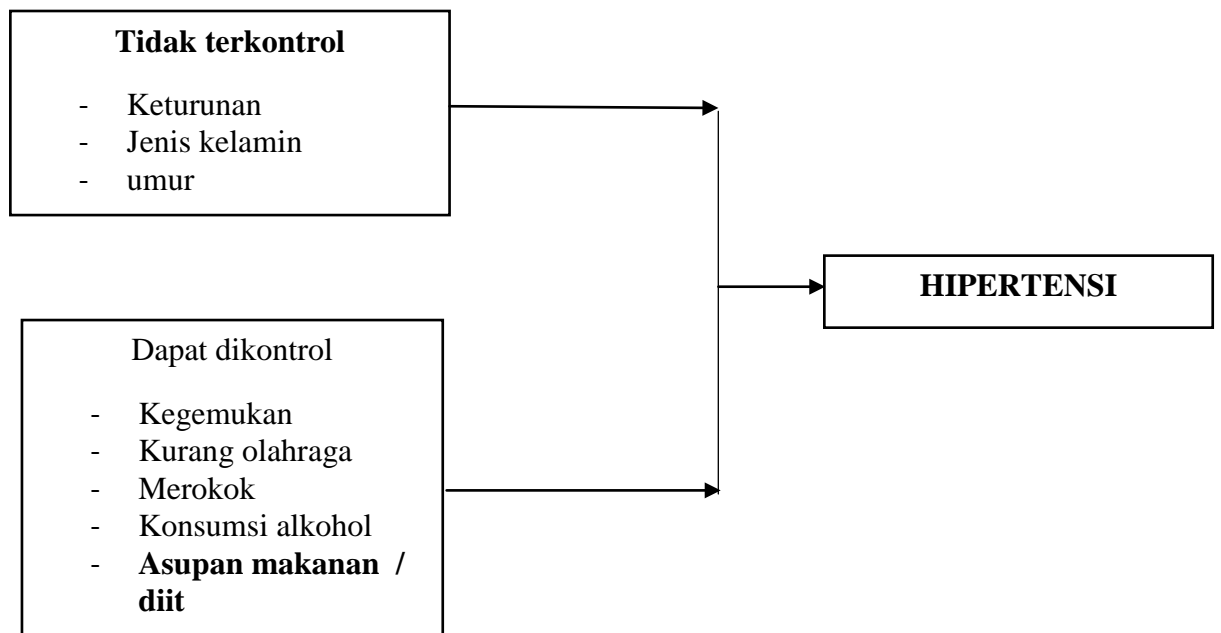 Tidak terkontrol
- Keturunan
- Jenis kelamin
- umur
HIPERTENSI
Dapat dikontrol
- Kegemukan
- Kurang olahraga
- Merokok
- Konsumsi alkohol
- Asupan makanan /
diit